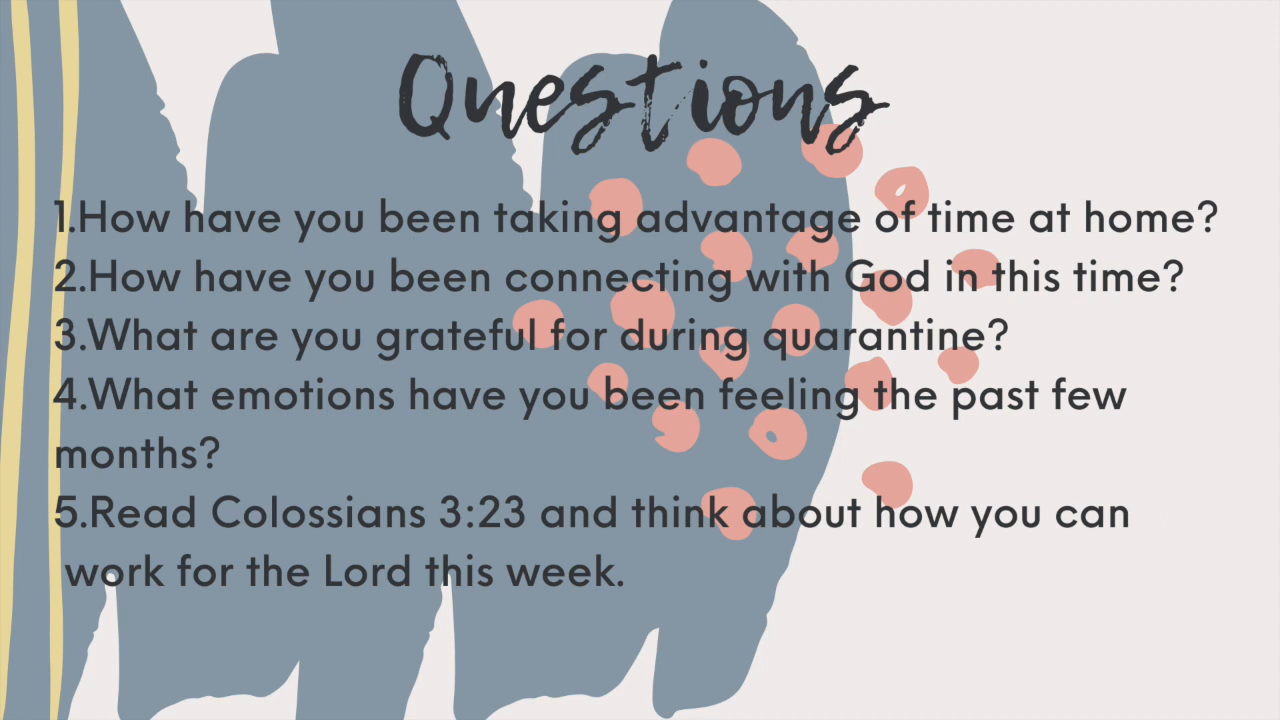 Questions
1.How have you been taking advantage of time at home?
2.How have you been connecting with God in this time?
3.What are you grateful for during quarantine?
4.What emotions have you been feeling the past few
months?
5.Read Colossians 3:23 and think about how you can
work for the Lord this week.